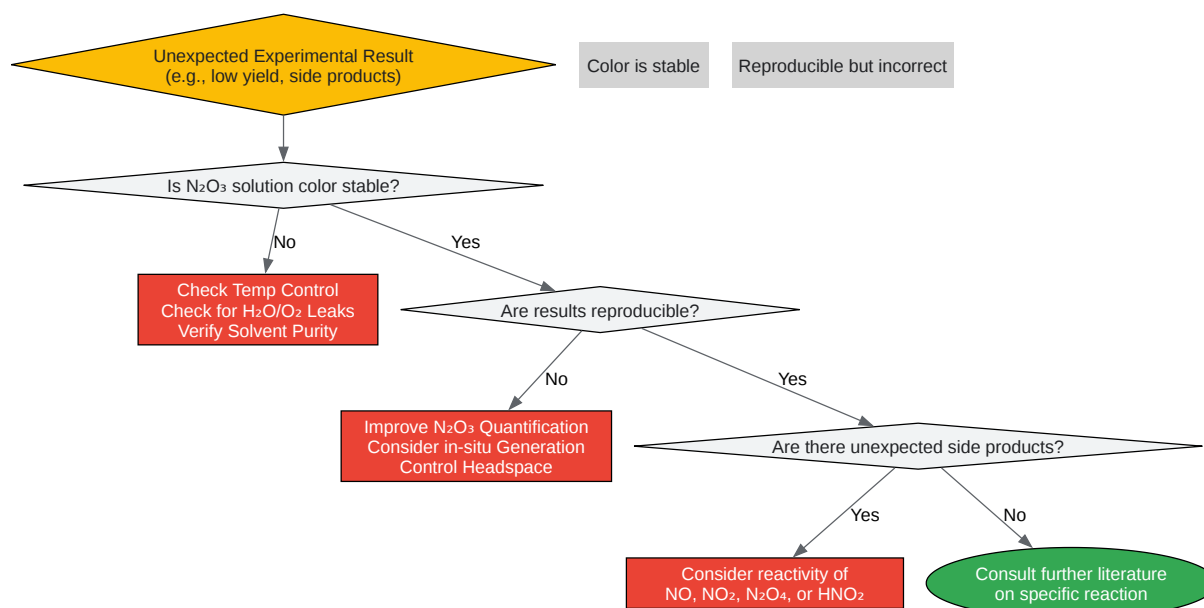 Unexpected Experimental Result
(e.g., low yield, side products)
Color is stable
Reproducible but incorrect
Is N₂O₃ solution color stable?
No
Yes
Check Temp Control
Check for H₂O/O₂ Leaks
Verify Solvent Purity
Are results reproducible?
No
Yes
Improve N₂O₃ Quantification
Consider in-situ Generation
Control Headspace
Are there unexpected side products?
Yes
No
Consider reactivity of
NO, NO₂, N₂O₄, or HNO₂
Consult further literature
on specific reaction